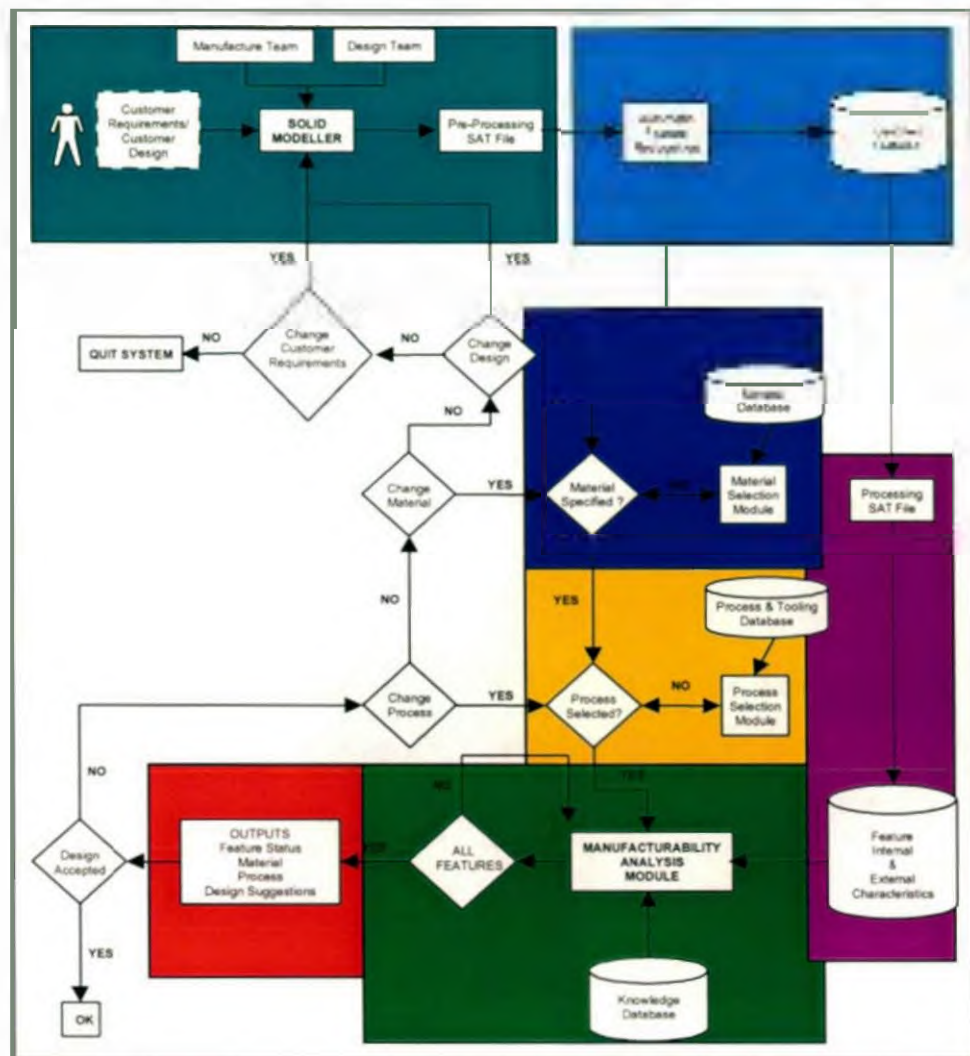 Manufacture Team
Design Team
Customer
Requirements/
Customer
Design
SOLID
MODELLER
Pre-Processing
SAT File
YES
YES
QUIT SYSTEM
NO
Change
Customer
Requirements
NO
Change
Design
NO
Database
Change
Material
YES
Material
Specified ?
Material
Selection
Module
Processing
SAT File
NO
YES
Process & Tooling
Database
Change
Process
YES
Process
Selected?
NO
Process
Selection
Module
NO
NO
YES
Design
Accepted
OUTPUTS
Feature Status
Material
Process
Design Suggestions
YES
ALL
FEATURES
MANUFACTURABILITY
ANALYSIS
MODULE
Feature
Internal
&
External
Characteristics
YES
OK
Knowledge
Database